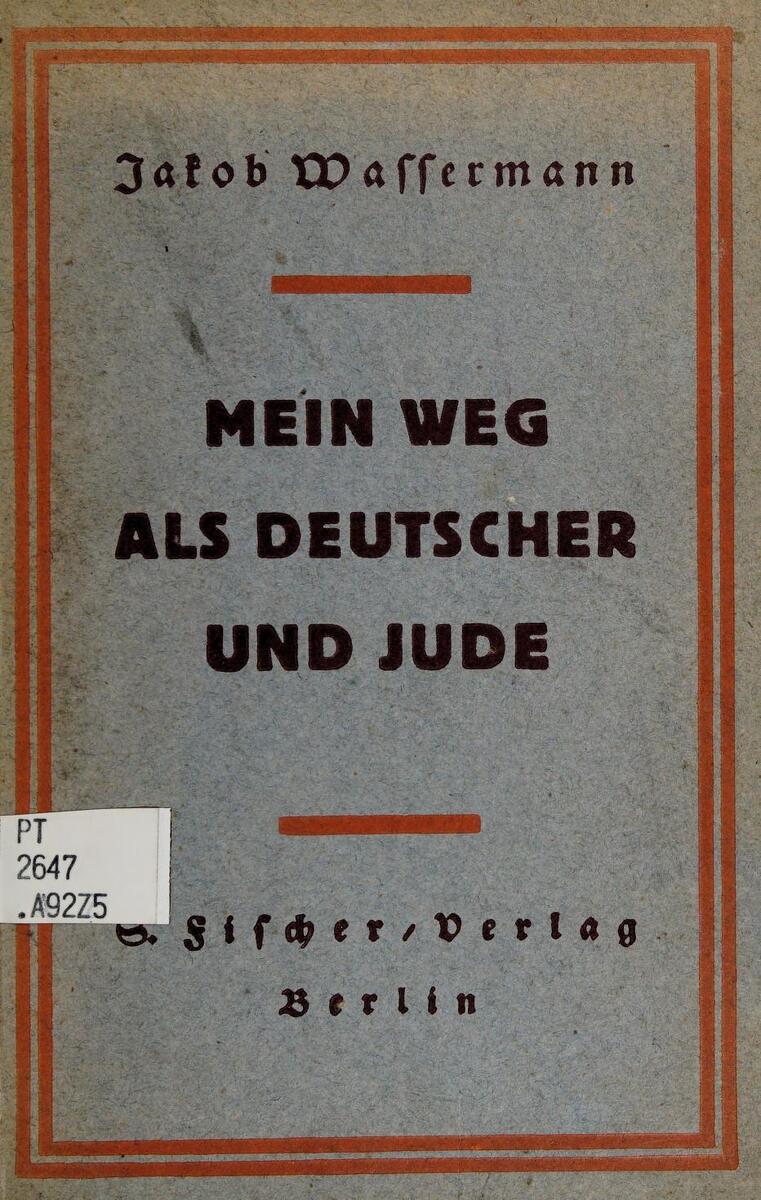 Jakob Wassermann
MEIN WEG
ALS DEUTSCHER
UND JUDE
PT
2647
.A92Z5
S. Fischer / Verlag
Berlin